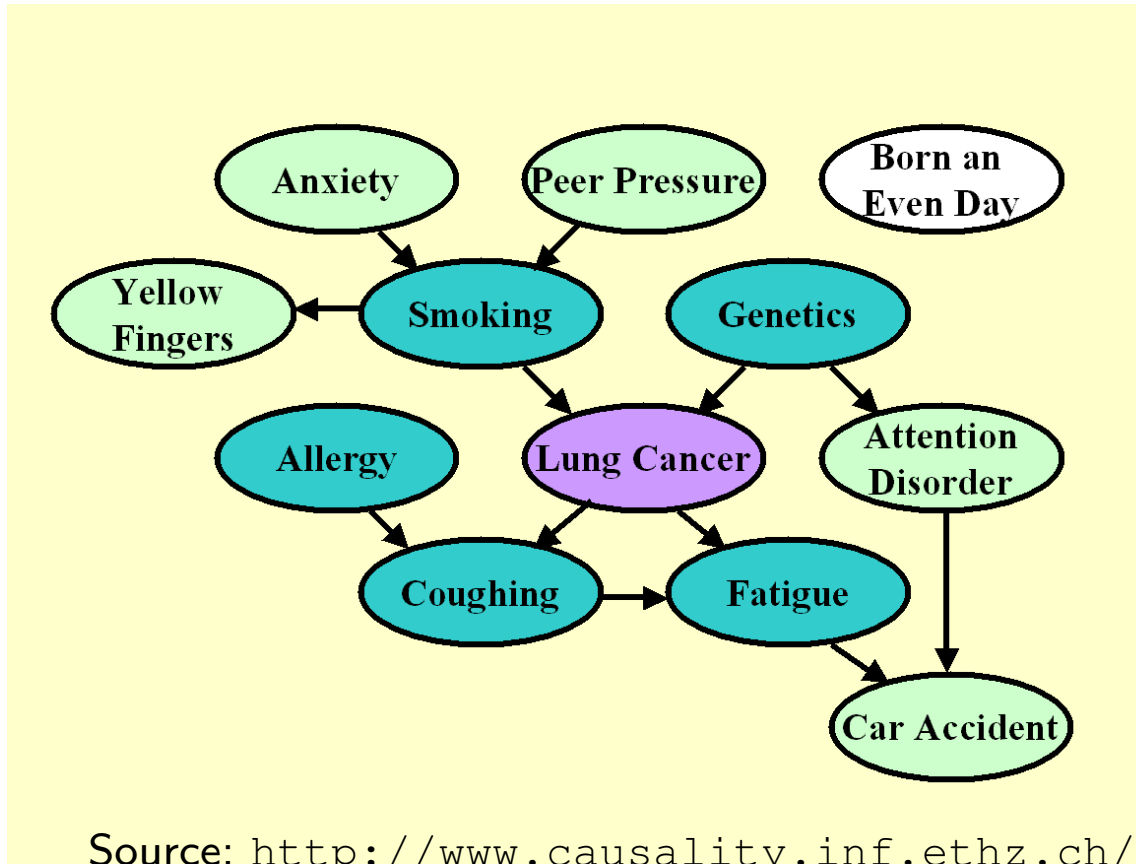 Anxiety
Peer Pressure
Born an
Even Day
Yellow
Fingers
Smoking
Genetics
Allergy
Lung Cancer
Attention
Disorder
Coughing
Fatigue
Car Accident
Source: http://www.causality.inf.ethz.ch/